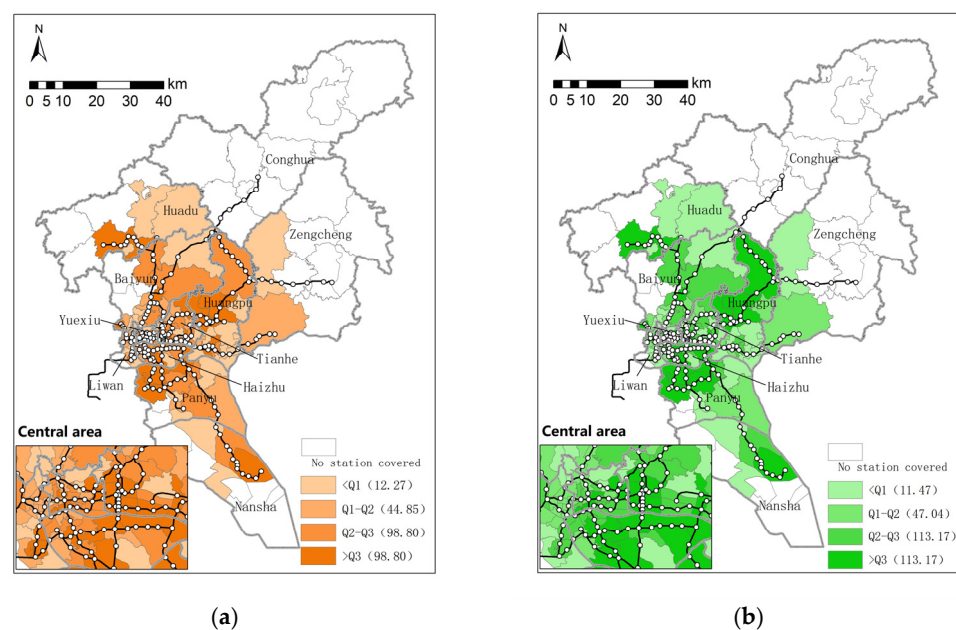 N
km
0 5 10 20 30 40
Conghua
Huadu
Zengcheng
Baiyun
Huangpu
Yuexiu
Tianhe
Liwan
Haizhu
Panyu
Central area
No station covered
<Q1 (12.27)
Q1-Q2 (44.85)
Q2-Q3 (98.80)
>Q3 (98.80)
Nansha
(a)
N
km
0 5 10 20 30 40
Conghua
Huadu
Zengcheng
Baiyun
Huangpu
Yuexiu
Tianhe
Liwan
Haizhu
Panyu
Central area
No station covered
<Q1 (11.47)
Q1-Q2 (47.04)
Q2-Q3 (113.17)
>Q3 (113.17)
Nansha
(b)